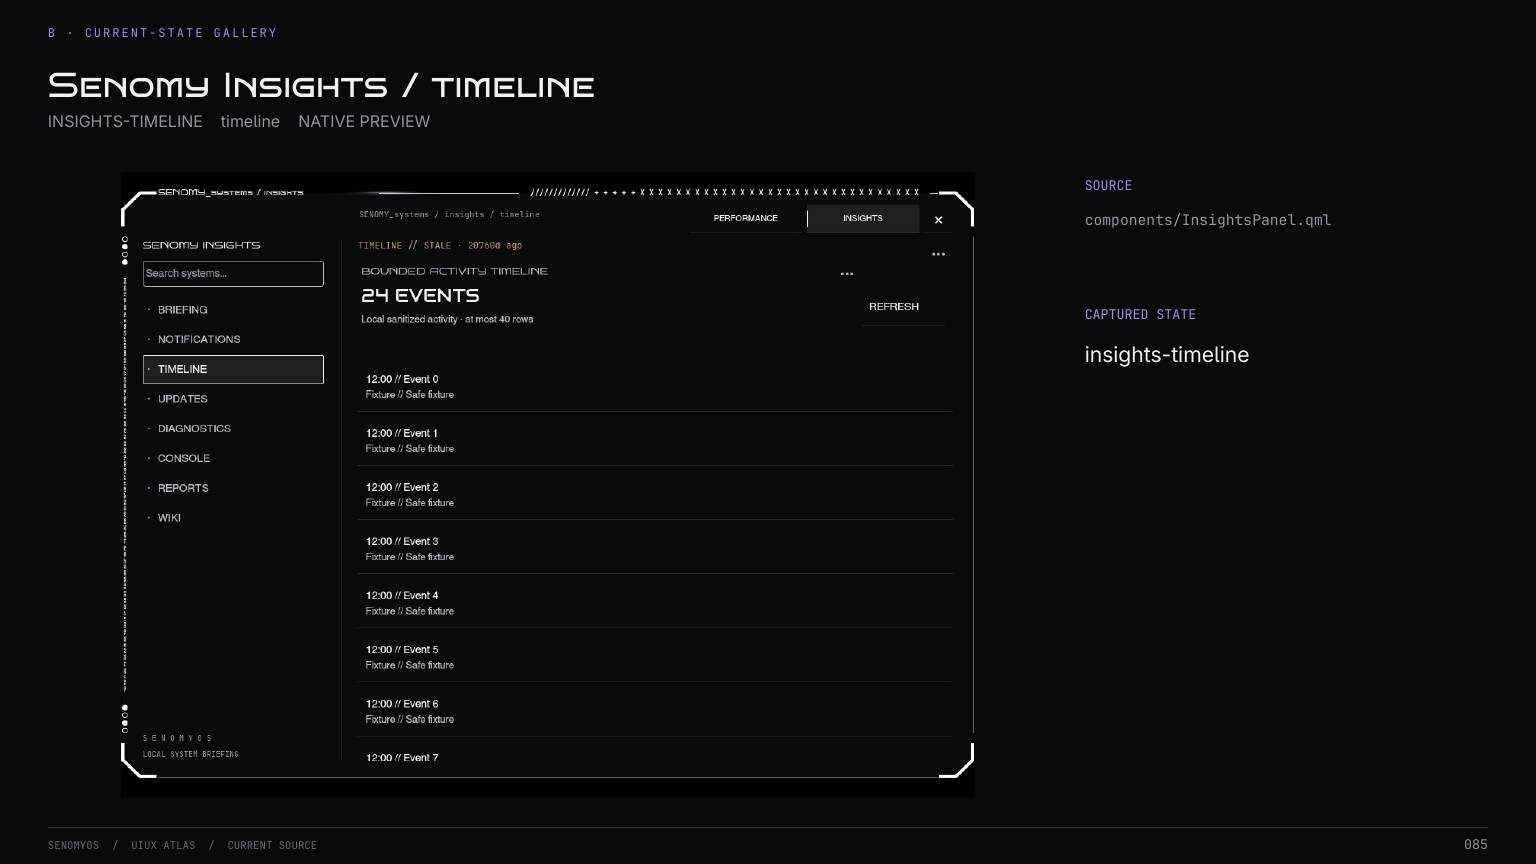 B · CURRENT-STATE GALLERY
SENOMY INSIGHTS / TIMELINE
INSIGHTS-TIMELINE timeline NATIVE PREVIEW
SENOMY_SYSTEMS / INSIGHTS
///////////// + + + + + X X X X X X X X X X X X X X X X X X X X X X X X X
SENOMY_systems / insights / timeline
PERFORMANCE
INSIGHTS
×
SENOMY INSIGHTS
Search systems...
· BRIEFING
· NOTIFICATIONS
· TIMELINE
· UPDATES
· DIAGNOSTICS
· CONSOLE
· REPORTS
· WIKI
SENOMYOS
LOCAL SYSTEM BRIEFING
TIMELINE // STALE · 20760d ago
BOUNDED ACTIVITY TIMELINE
24 EVENTS
Local sanitized activity · at most 40 rows
•••
•••
REFRESH
12:00 // Event 0
Fixture // Safe fixture
12:00 // Event 1
Fixture // Safe fixture
12:00 // Event 2
Fixture // Safe fixture
12:00 // Event 3
Fixture // Safe fixture
12:00 // Event 4
Fixture // Safe fixture
12:00 // Event 5
Fixture // Safe fixture
12:00 // Event 6
Fixture // Safe fixture
12:00 // Event 7
SOURCE
components/InsightsPanel.qml
CAPTURED STATE
insights-timeline
SENOMYOS / UIUX ATLAS / CURRENT SOURCE
085